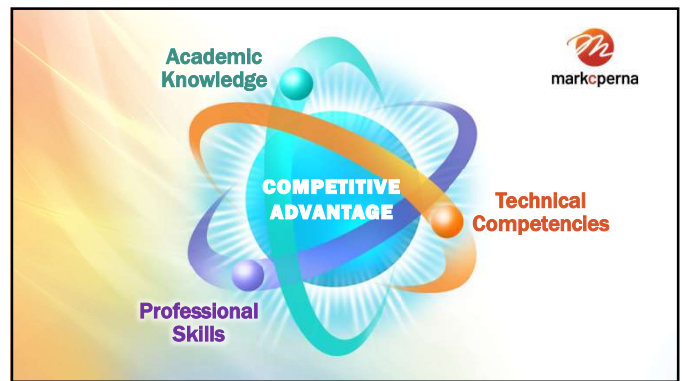 Academic
Knowledge
markcperna
COMPETITIVE
ADVANTAGE
Technical
Competencies
Professional
Skills